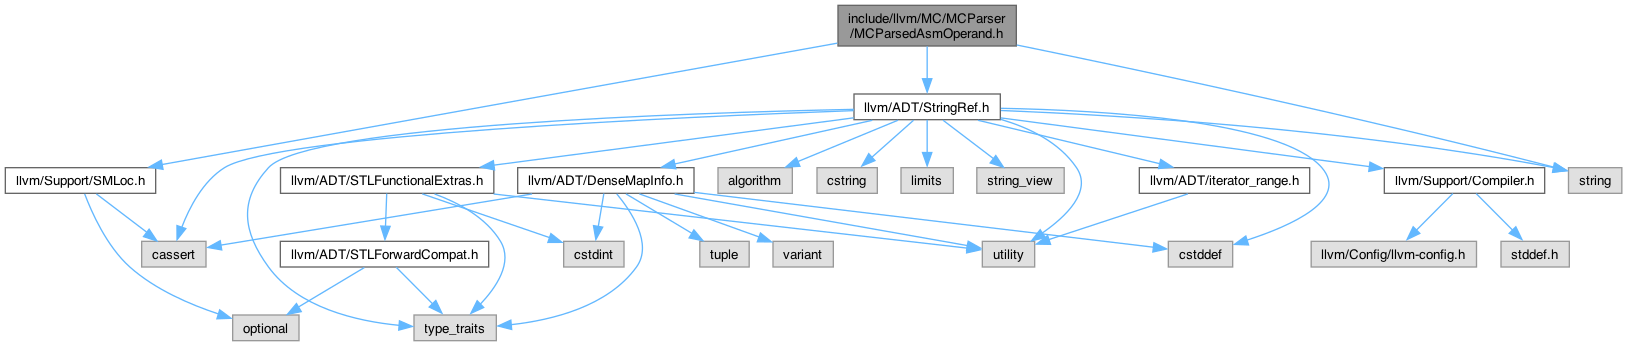 include/llvm/MC/MCParser
/MCParsedAsmOperand.h
llvm/ADT/StringRef.h
llvm/Support/SMLoc.h
llvm/ADT/STLFunctionalExtras.h
llvm/ADT/DenseMapInfo.h
algorithm
cstring
limits
string_view
llvm/ADT/iterator_range.h
llvm/Support/Compiler.h
string
cassert
llvm/ADT/STLForwardCompat.h
cstdint
tuple
variant
utility
cstddef
llvm/Config/llvm-config.h
stddef.h
optional
type_traits